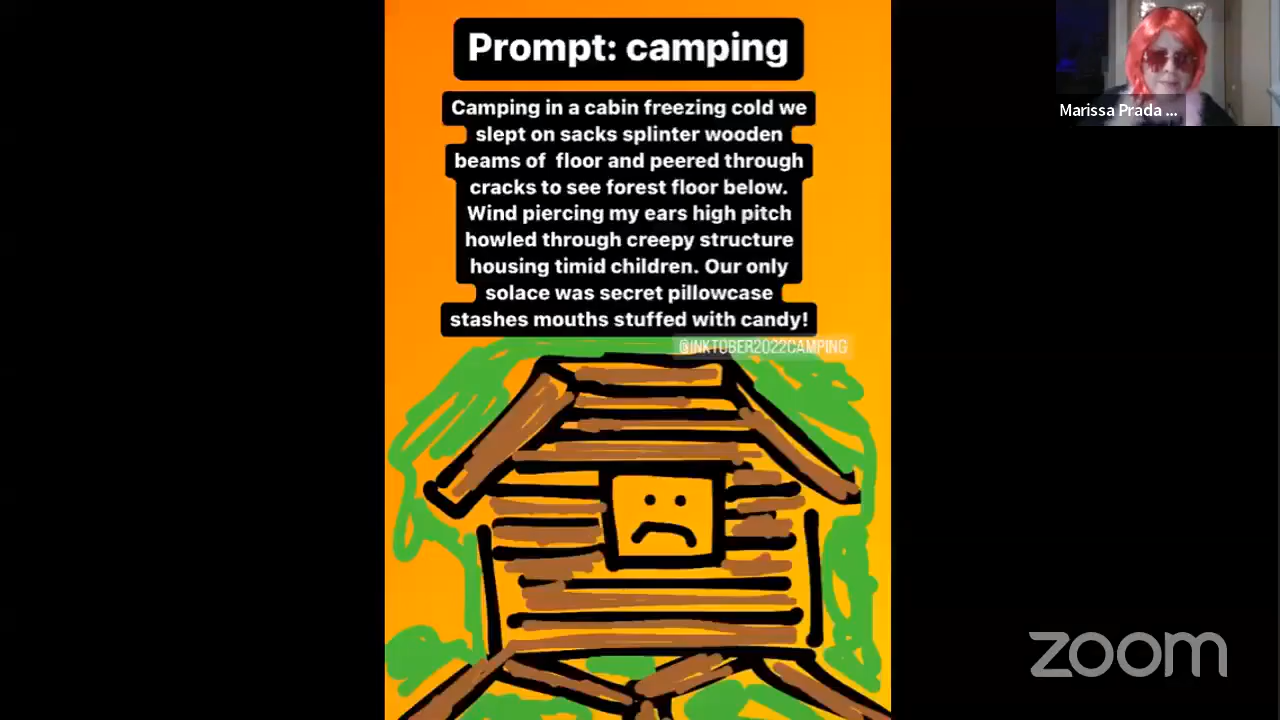 Prompt: camping
Camping in a cabin freezing cold we
slept on sacks splinter wooden
beams of floor and peered through
cracks to see forest floor below.
Wind piercing my ears high pitch
howled through creepy structure
housing timid children. Our only
solace was secret pillowcase
stashes mouths stuffed with candy!
@INKTOBER2022CAMPING
Marissa Prada ...
zoom